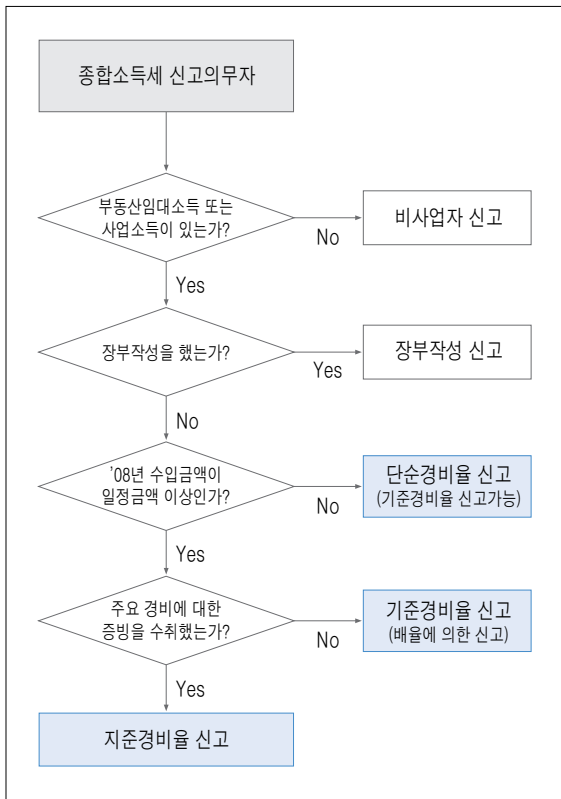 종합소득세 신고의무자
부동산임대소득 또는
사업소득이 있는가?
No
비사업자 신고
Yes
장부작성을 했는가?
Yes
장부작성 신고
No
'08년 수입금액이
일정금액 이상인가?
No
단순경비율 신고
(기준경비율 신고가능)
Yes
주요 경비에 대한
증빙을 수취했는가?
No
기준경비율 신고
(배율에 의한 신고)
Yes
지준경비율 신고